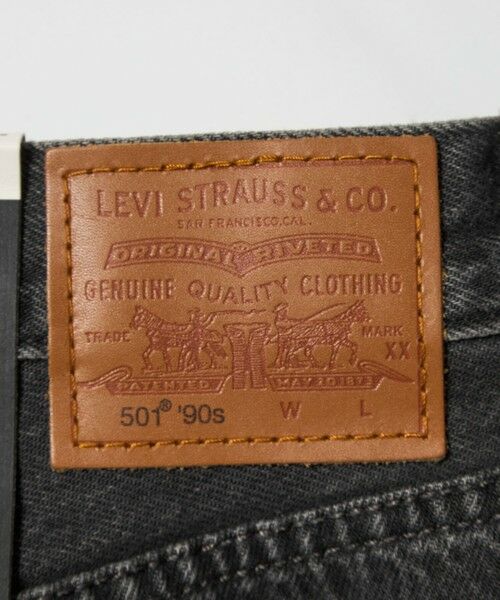 LEVI STRAUSS & CO.
SAN FRANCISCO, CAL.
ORIGINAL RIVETED
GENUINE QUALITY CLOTHING
TRADE MARK
XX
PATENTED MAY 20 1873
501® '90s W L